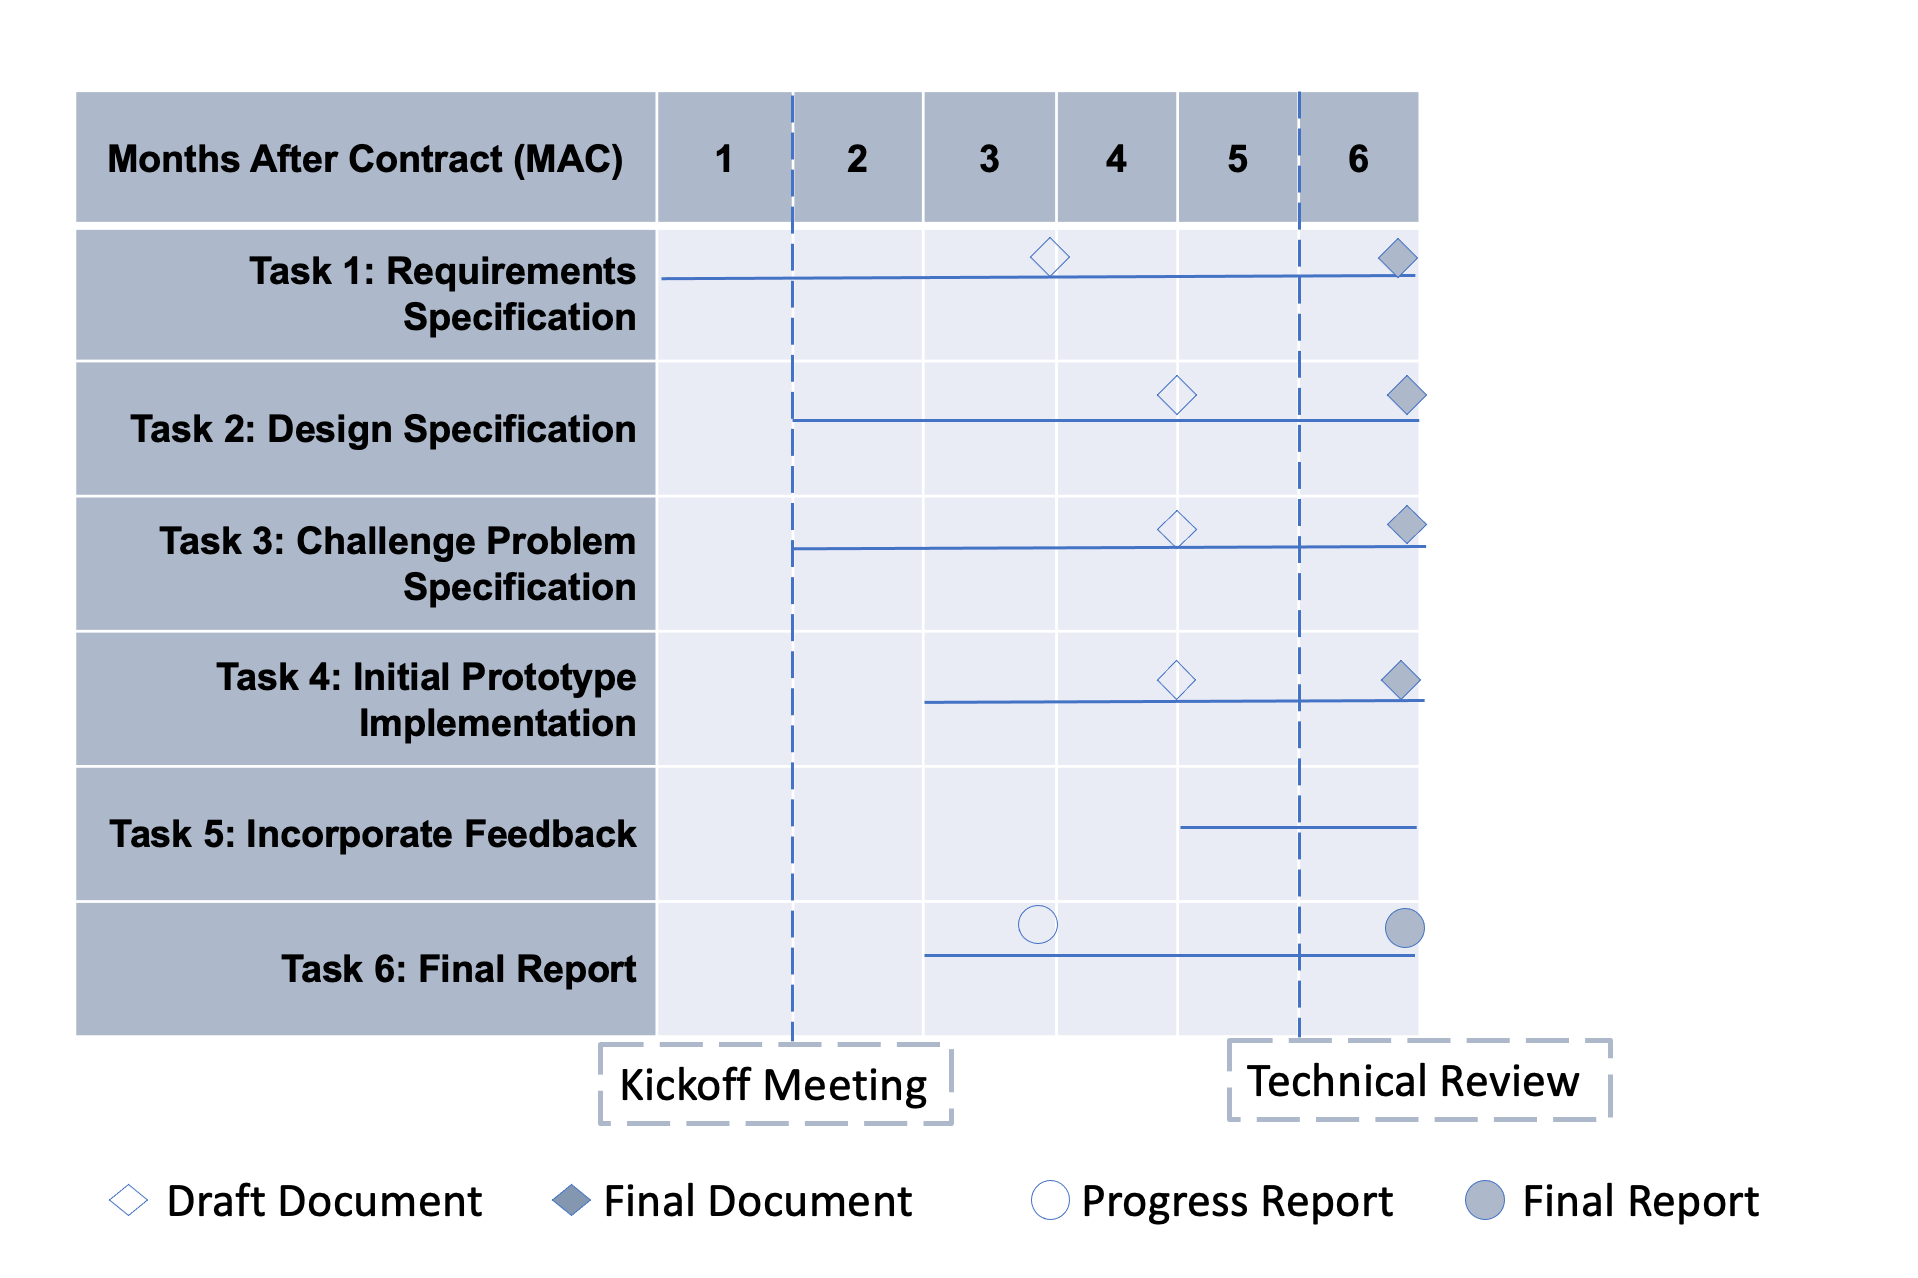 Months After Contract (MAC) 1 2 3 4 5 6
Task 1: Requirements
Specification
Task 2: Design Specification
Task 3: Challenge Problem
Specification
Task 4: Initial Prototype
Implementation
Task 5: Incorporate Feedback
Task 6: Final Report
Kickoff Meeting
Technical Review
Draft Document
Final Document
Progress Report
Final Report